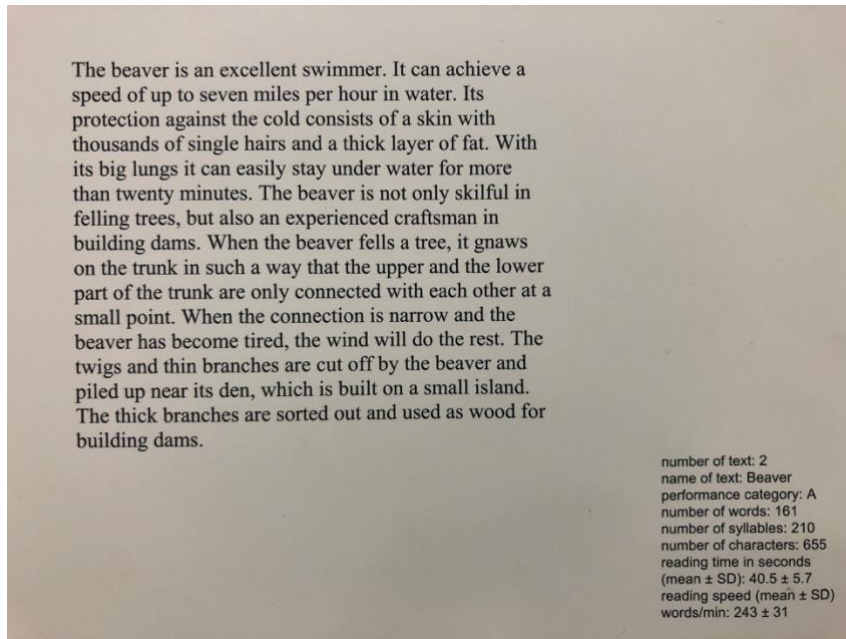 The beaver is an excellent swimmer. It can achieve a
speed of up to seven miles per hour in water. Its
protection against the cold consists of a skin with
thousands of single hairs and a thick layer of fat. With
its big lungs it can easily stay under water for more
than twenty minutes. The beaver is not only skilful in
felling trees, but also an experienced craftsman in
building dams. When the beaver fells a tree, it gnaws
on the trunk in such a way that the upper and the lower
part of the trunk are only connected with each other at a
small point. When the connection is narrow and the
beaver has become tired, the wind will do the rest. The
twigs and thin branches are cut off by the beaver and
piled up near its den, which is built on a small island.
The thick branches are sorted out and used as wood for
building dams.
number of text: 2
name of text: Beaver
performance category: A
number of words: 161
number of syllables: 210
number of characters: 655
reading time in seconds
(mean ± SD): 40.5 ± 5.7
reading speed (mean ± SD)
words/min: 243 ± 31